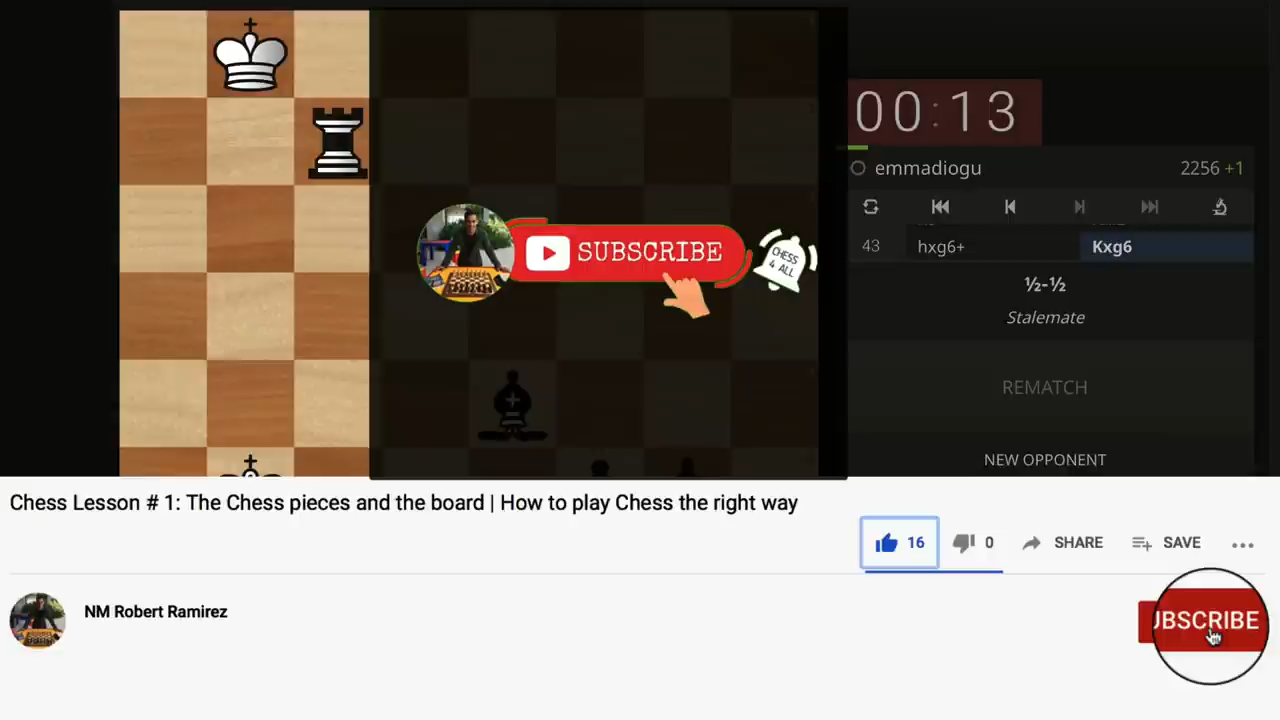 00:13
emmadiogu 2256 +1
43 hxg6+ Kxg6
½-½
Stalemate
REMATCH
NEW OPPONENT
SUBSCRIBE
CHESS
4 ALL
Chess Lesson # 1: The Chess pieces and the board | How to play Chess the right way
16 0 SHARE SAVE
NM Robert Ramirez
UBSCRIBE